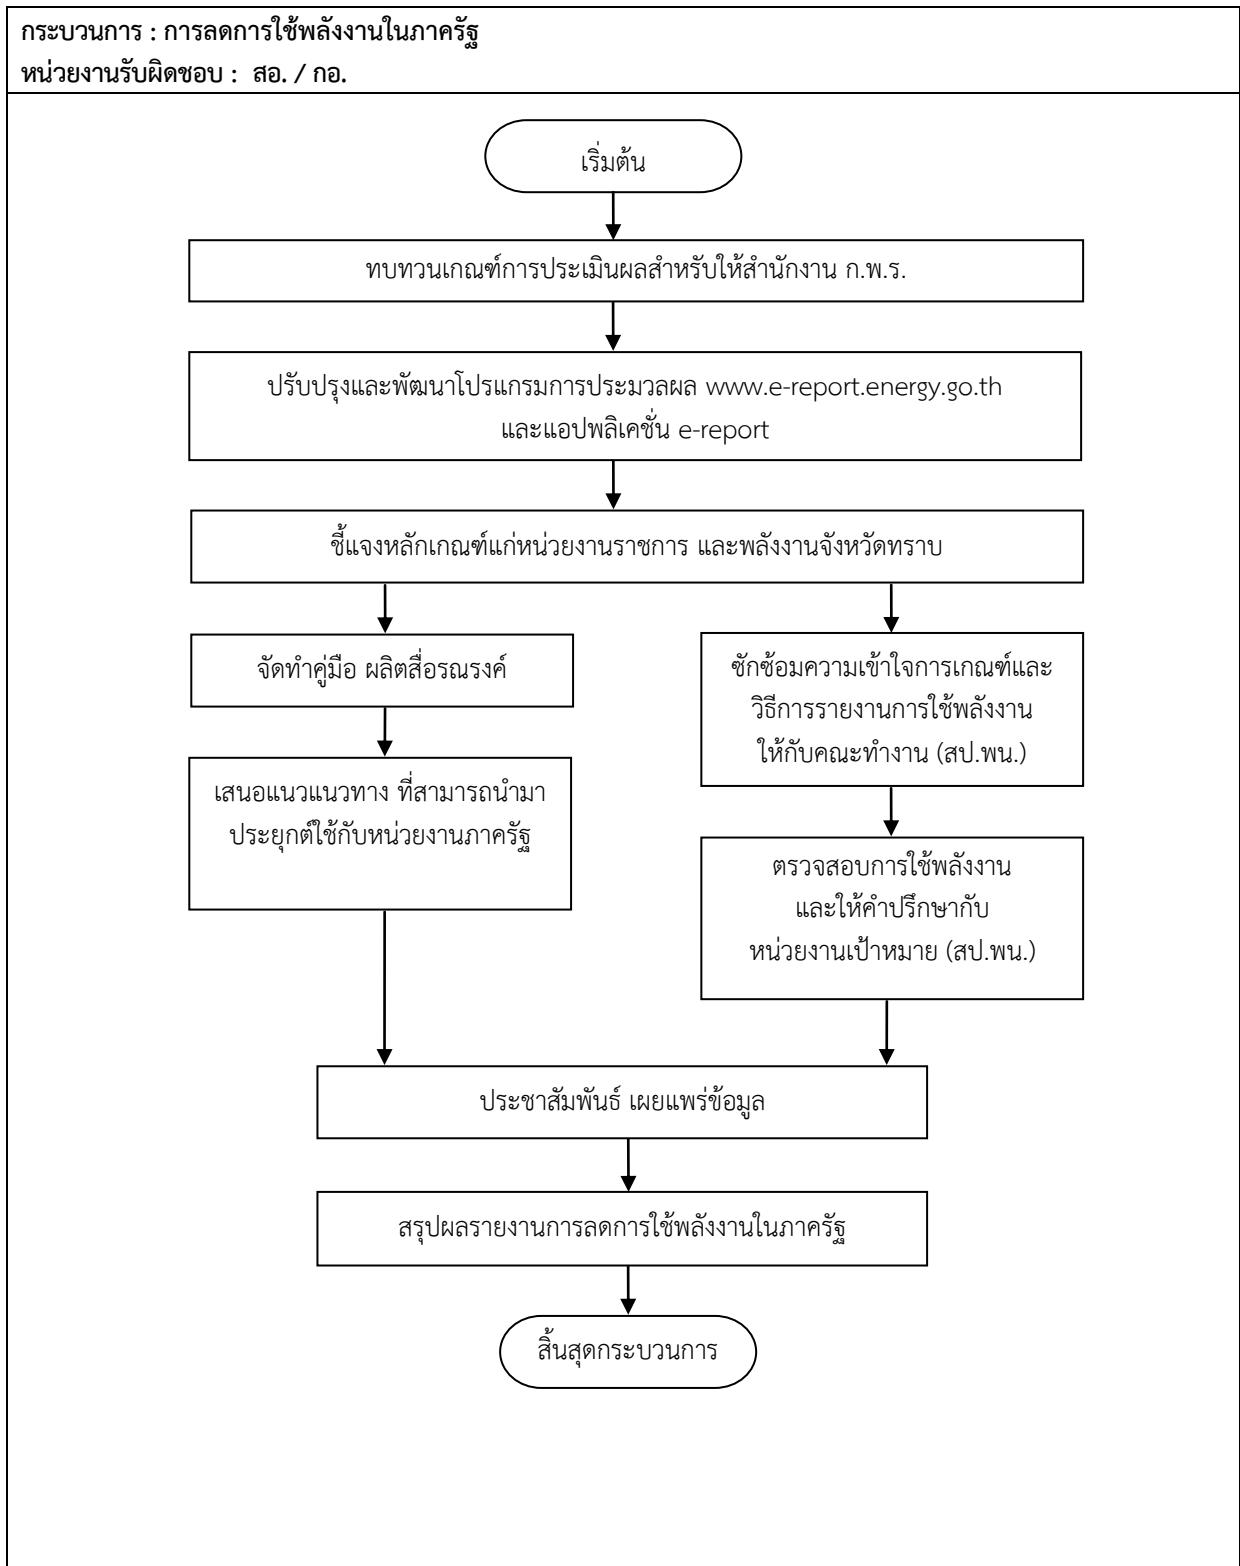 กระบวนการ : การลดการใช้พลังงานในภาครัฐ
หน่วยงานรับผิดชอบ : สอ. / กอ.
เริ่มต้น
ทบทวนเกณฑ์การประเมินผลสำหรับให้สำนักงาน ก.พ.ร.
ปรับปรุงและพัฒนาโปรแกรมการประมวลผล www.e-report.energy.go.th
และแอปพลิเคชั่น e-report
ชี้แจงหลักเกณฑ์แก่หน่วยงานราชการ และพลังงานจังหวัดทราบ
จัดทำคู่มือ ผลิตสื่อรณรงค์
เสนอแนวแนวทาง ที่สามารถนำมา
ประยุกต์ใช้กับหน่วยงานภาครัฐ
ซักซ้อมความเข้าใจการเกณฑ์และ
วิธีการรายงานการใช้พลังงาน
ให้กับคณะทำงาน (สป.พน.)
ตรวจสอบการใช้พลังงาน
และให้คำปรึกษากับ
หน่วยงานเป้าหมาย (สป.พน.)
ประชาสัมพันธ์ เผยแพร่ข้อมูล
สรุปผลรายงานการลดการใช้พลังงานในภาครัฐ
สิ้นสุดกระบวนการ